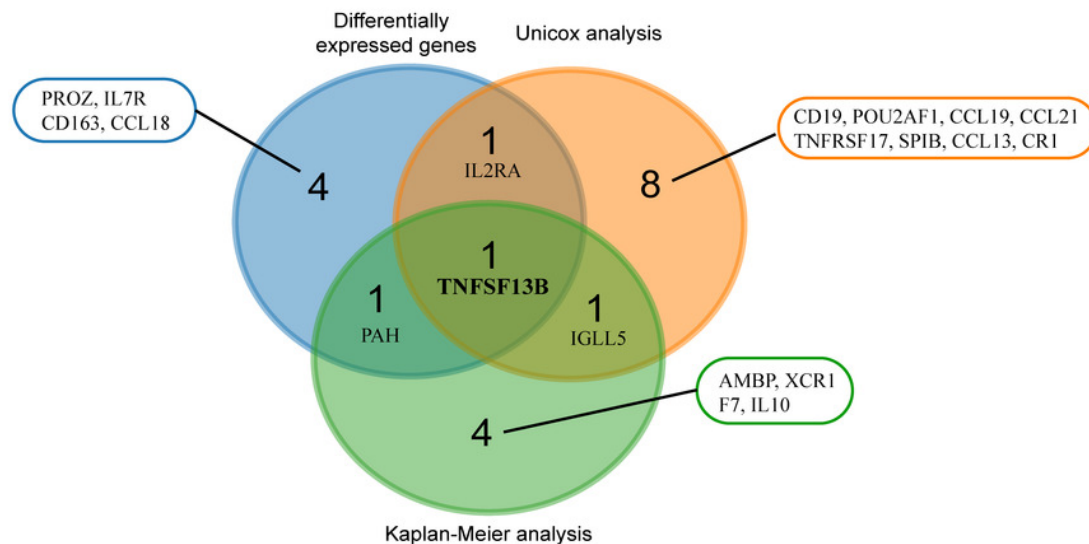 Differentially
expressed genes
Unicox analysis
PROZ, IL7R
CD163, CCL18
CD19, POU2AF1, CCL19, CCL21
TNFRSF17, SPIB, CCL13, CR1
1
IL2RA
4
8
1
TNFSF13B
1
PAH
1
IGLL5
AMBP, XCR1
F7, IL10
4
Kaplan-Meier analysis